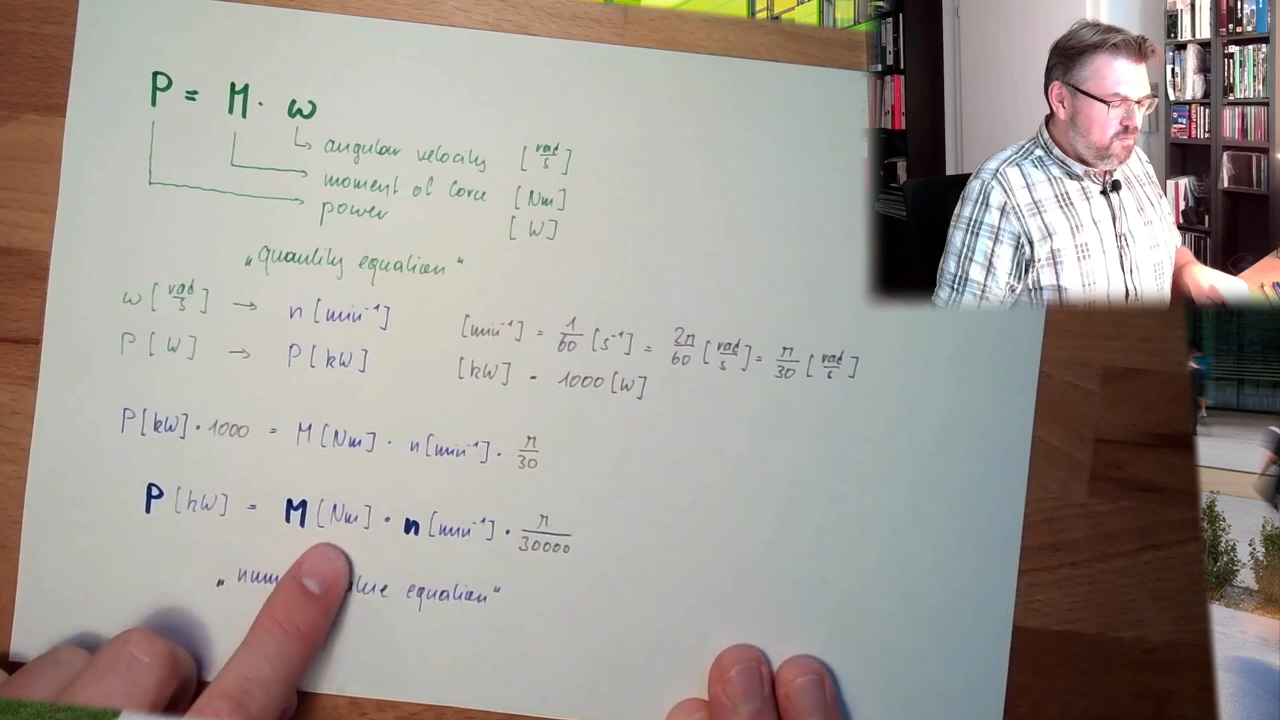 P = M · ω
angular velocity [rad/s]
moment of force [Nm]
power [W]
„quantity equation“
ω [rad/s] → n [min⁻¹]
P [W] → P [kW]
[min⁻¹] = 1/60 [s⁻¹] = 2π/60 [rad/s] = π/30 [rad/s]
[kW] = 1000 [W]
P[kW] · 1000 = M[Nm] · n[min⁻¹] · π/30
P [kW] = M [Nm] · n [min⁻¹] · π/30000
equation“